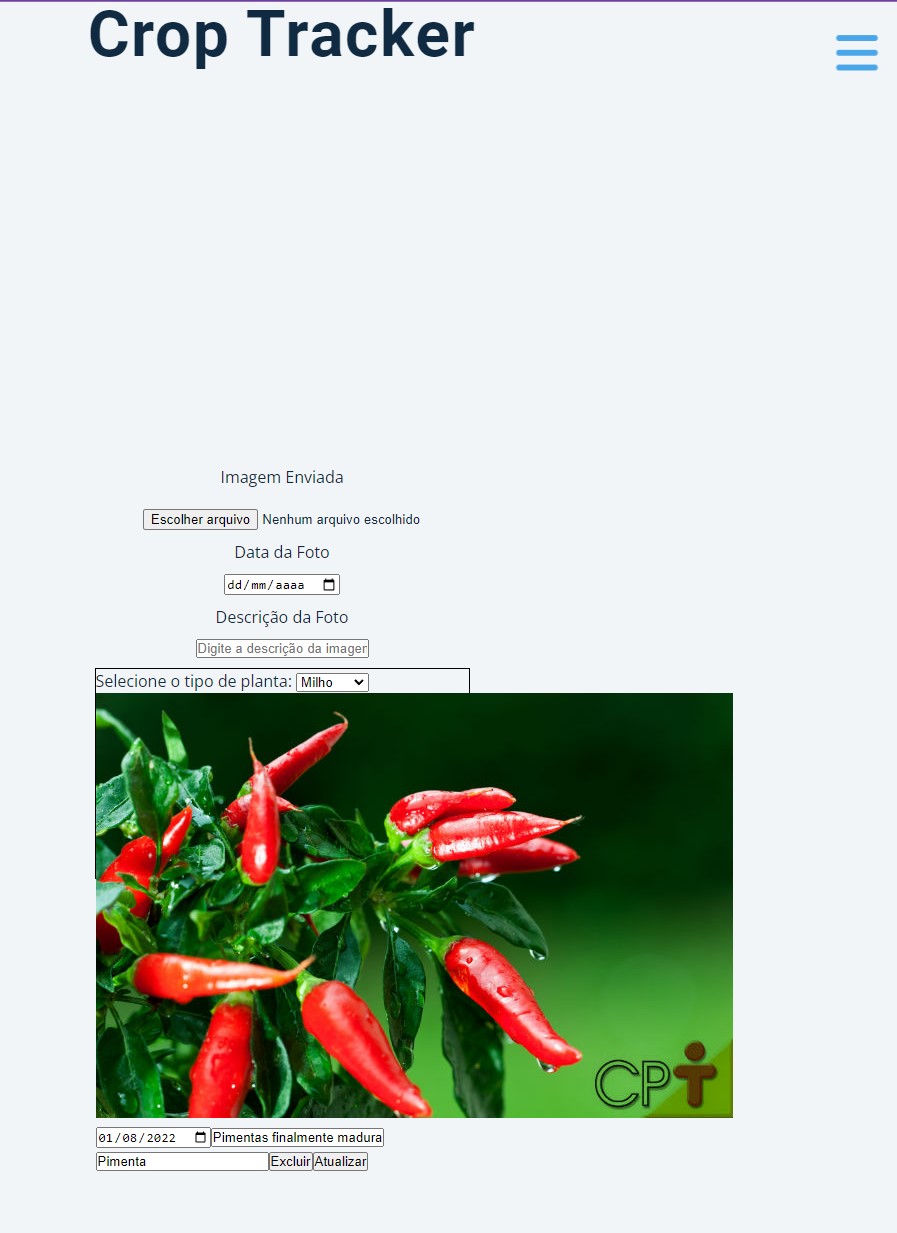 Crop Tracker
Imagem Enviada
Escolher arquivo Nenhum arquivo escolhido
Data da Foto
dd/mm/aaaa
Descrição da Foto
Digite a descrição da imager
Selecione o tipo de planta: Milho
CPT
01/08/2022 Pimentas finalmente madura
Pimenta Excluir Atualizar